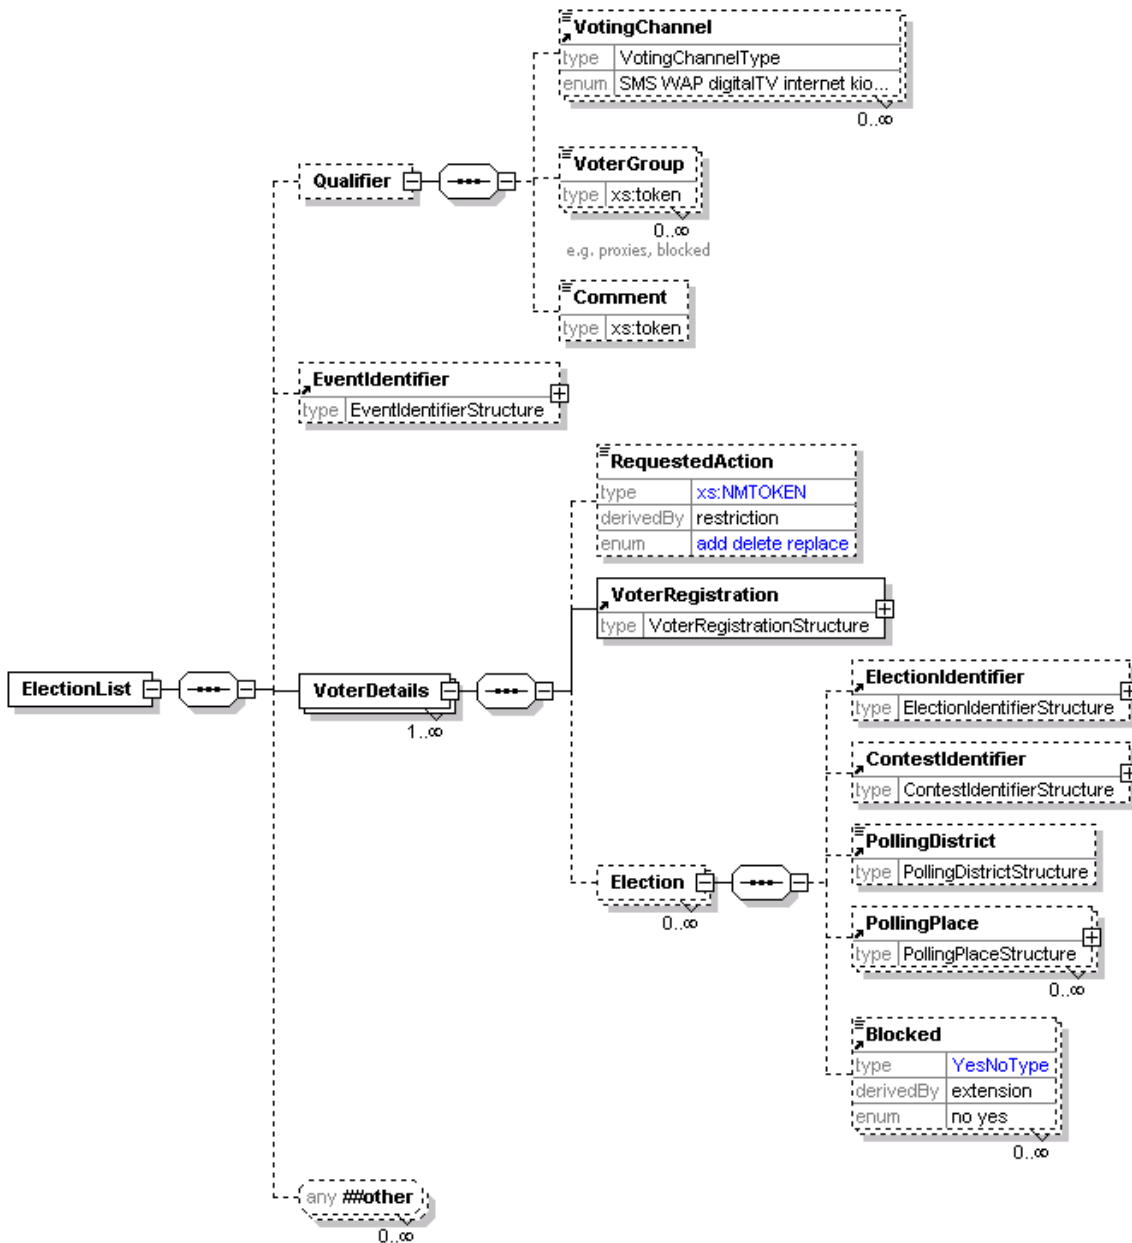 VotingChannel
type VotingChannelType
enum SMS WAP digitalTV internet kio...
0..∞
Qualifier
VoterGroup
type xs:token
0..∞
e.g. proxies, blocked
Comment
type xs:token
EventIdentifier
type EventIdentifierStructure
RequestedAction
type xs:NMTOKEN
derivedBy restriction
enum add delete replace
VoterRegistration
type VoterRegistrationStructure
ElectionList
VoterDetails
1..∞
ElectionIdentifier
type ElectionIdentifierStructure
ContestIdentifier
type ContestIdentifierStructure
PollingDistrict
type PollingDistrictStructure
Election
0..∞
PollingPlace
type PollingPlaceStructure
0..∞
Blocked
type YesNoType
derivedBy extension
enum no yes
0..∞
any ##other
0..∞